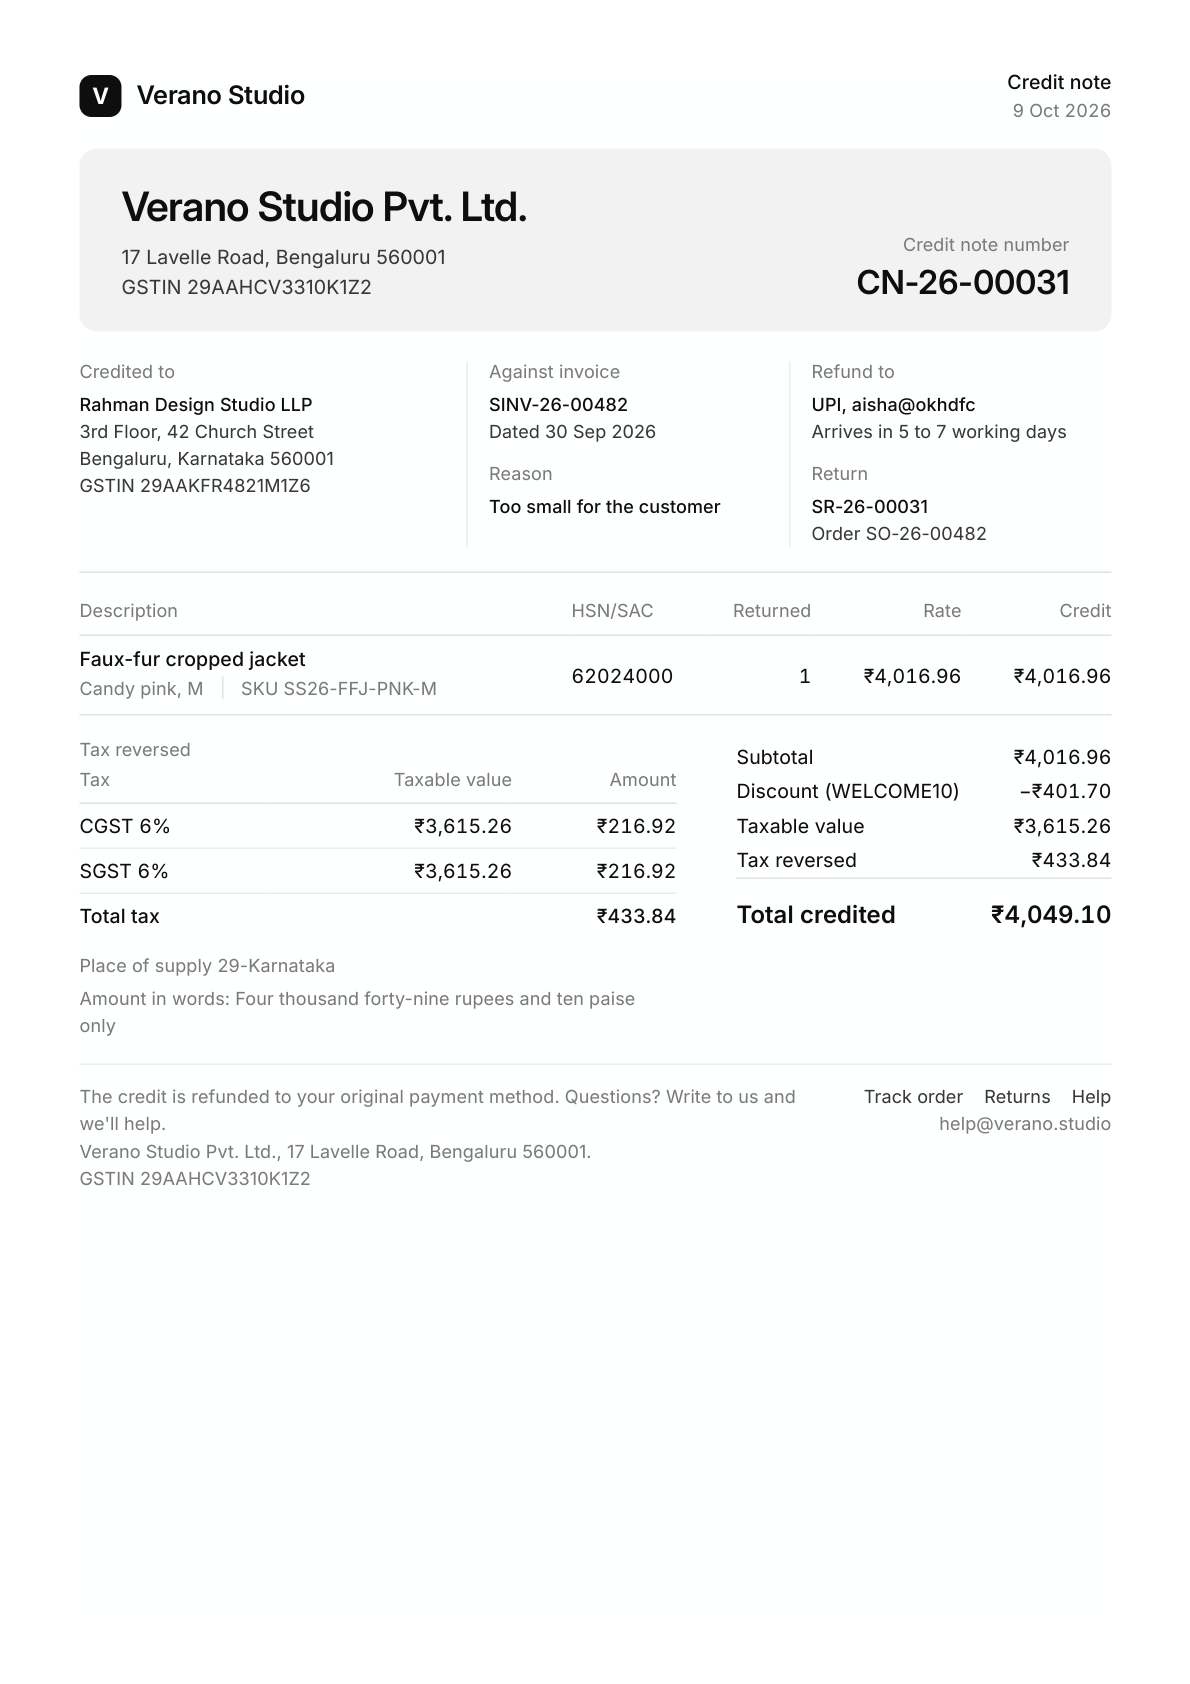 V Verano Studio
Credit note
9 Oct 2026
Verano Studio Pvt. Ltd.
17 Lavelle Road, Bengaluru 560001
GSTIN 29AAHCV3310K1Z2
Credit note number
CN-26-00031
Credited to
Rahman Design Studio LLP
3rd Floor, 42 Church Street
Bengaluru, Karnataka 560001
GSTIN 29AAKFR4821M1Z6
Against invoice
SINV-26-00482
Dated 30 Sep 2026
Reason
Too small for the customer
Refund to
UPI, aisha@okhdfc
Arrives in 5 to 7 working days
Return
SR-26-00031
Order SO-26-00482
Description HSN/SAC Returned Rate Credit
Faux-fur cropped jacket
Candy pink, M SKU SS26-FFJ-PNK-M
62024000 1 ₹4,016.96 ₹4,016.96
Tax reversed
Tax Taxable value Amount
CGST 6% ₹3,615.26 ₹216.92
SGST 6% ₹3,615.26 ₹216.92
Total tax ₹433.84
Subtotal ₹4,016.96
Discount (WELCOME10) −₹401.70
Taxable value ₹3,615.26
Tax reversed ₹433.84
Total credited ₹4,049.10
Place of supply 29-Karnataka
Amount in words: Four thousand forty-nine rupees and ten paise
only
The credit is refunded to your original payment method. Questions? Write to us and
we'll help.
Verano Studio Pvt. Ltd., 17 Lavelle Road, Bengaluru 560001.
GSTIN 29AAHCV3310K1Z2
Track order Returns Help
help@verano.studio